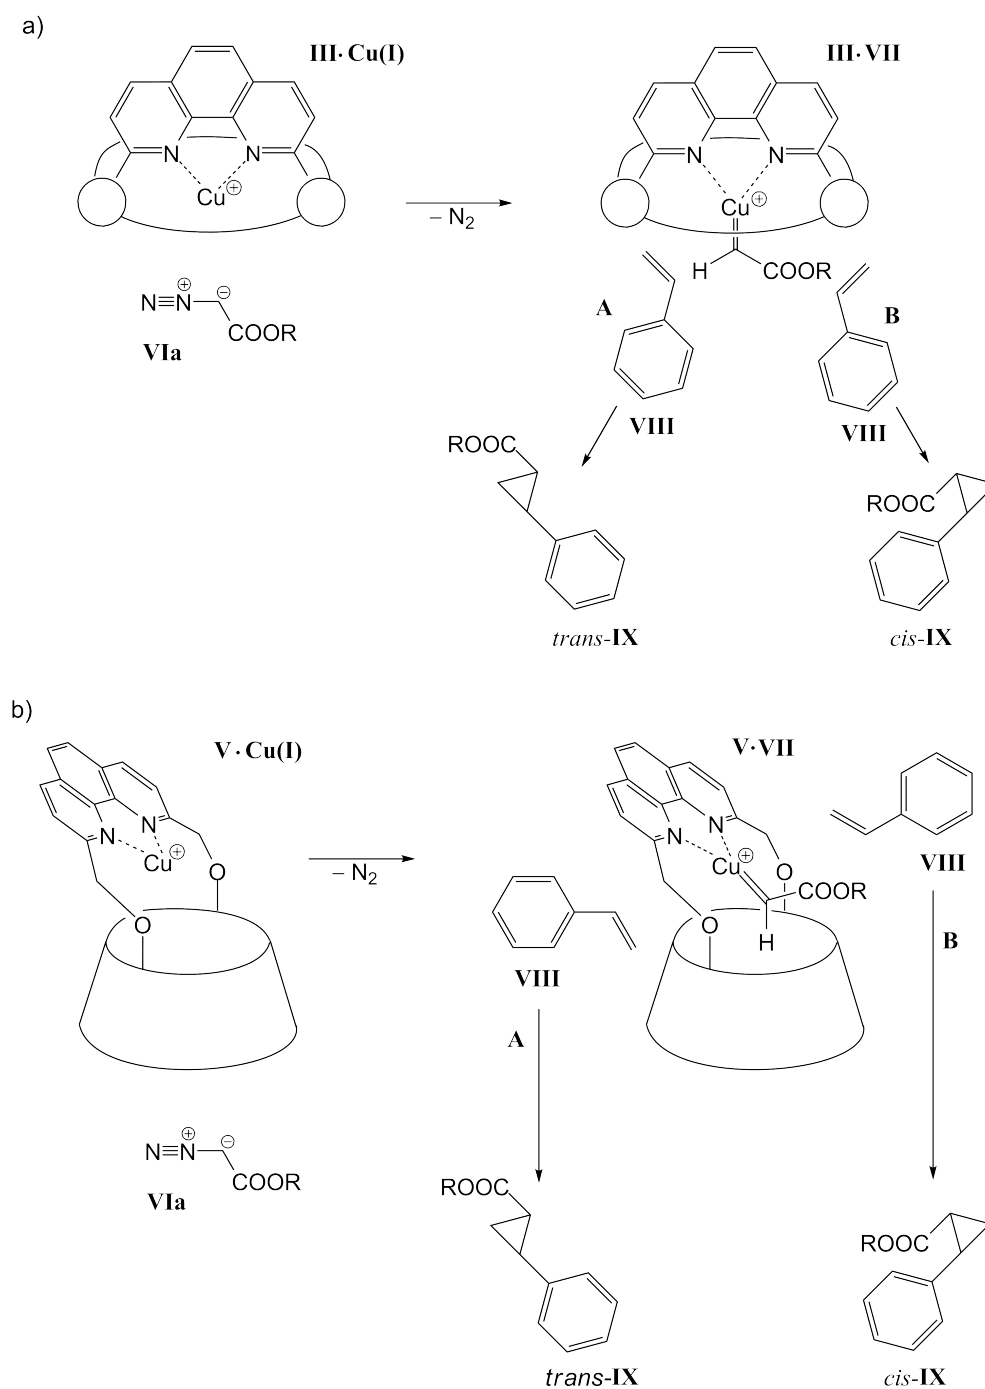 a)
III·Cu(I)
III·VII
N
N
N
N
Cu⊕
Cu⊕
– N₂
H
COOR
N≡N⊕ ⊖
COOR
VIa
A
B
VIII
VIII
ROOC
ROOC
trans-IX
cis-IX
b)
V·Cu(I)
V·VII
N
N
N
N
Cu⊕
Cu⊕
VIII
– N₂
O
O
COOR
H
O
O
VIII
B
A
N≡N⊕ ⊖
COOR
VIa
ROOC
ROOC
trans-IX
cis-IX